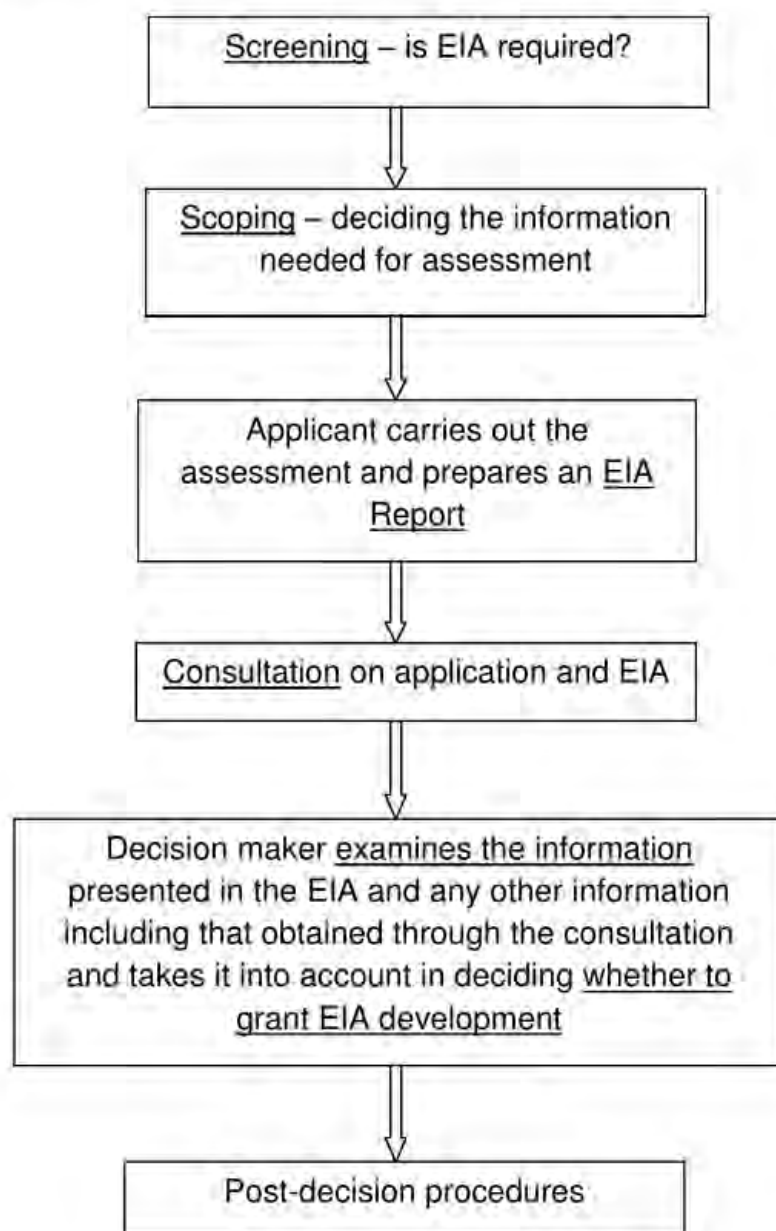 Screening – is EIA required?
Scoping – deciding the information
needed for assessment
Applicant carries out the
assessment and prepares an EIA
Report
Consultation on application and EIA
Decision maker examines the information
presented in the EIA and any other information
including that obtained through the consultation
and takes it into account in deciding whether to
grant EIA development
Post-decision procedures